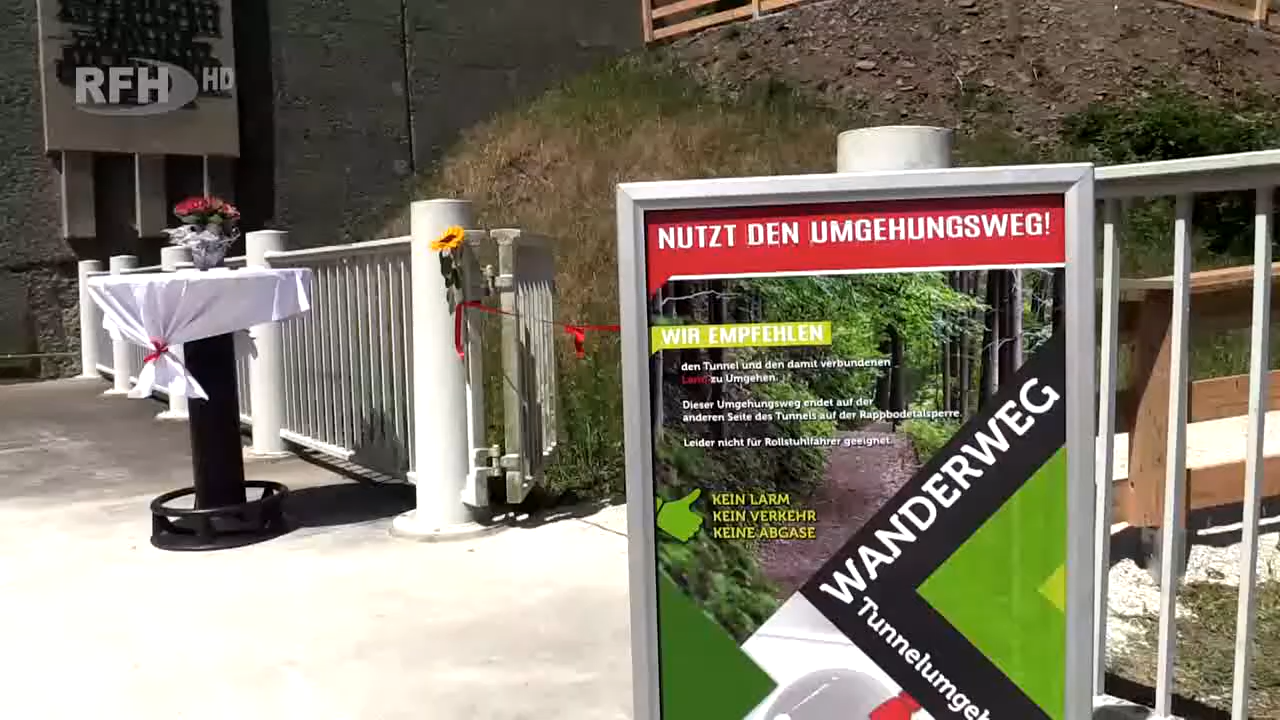 RFH HD
NUTZT DEN UMGEHUNGSWEG!
WIR EMPFEHLEN
den Tunnel und den damit verbundenen
Lärm zu Umgehen.
Dieser Umgehungsweg endet auf der
anderen Seite des Tunnels auf der Rappbodetalsperre.
Leider nicht für Rollstuhlfahrer geeignet.
KEIN LÄRM
KEIN VERKEHR
KEINE ABGASE
WANDERWEG
Tunnelumgeh